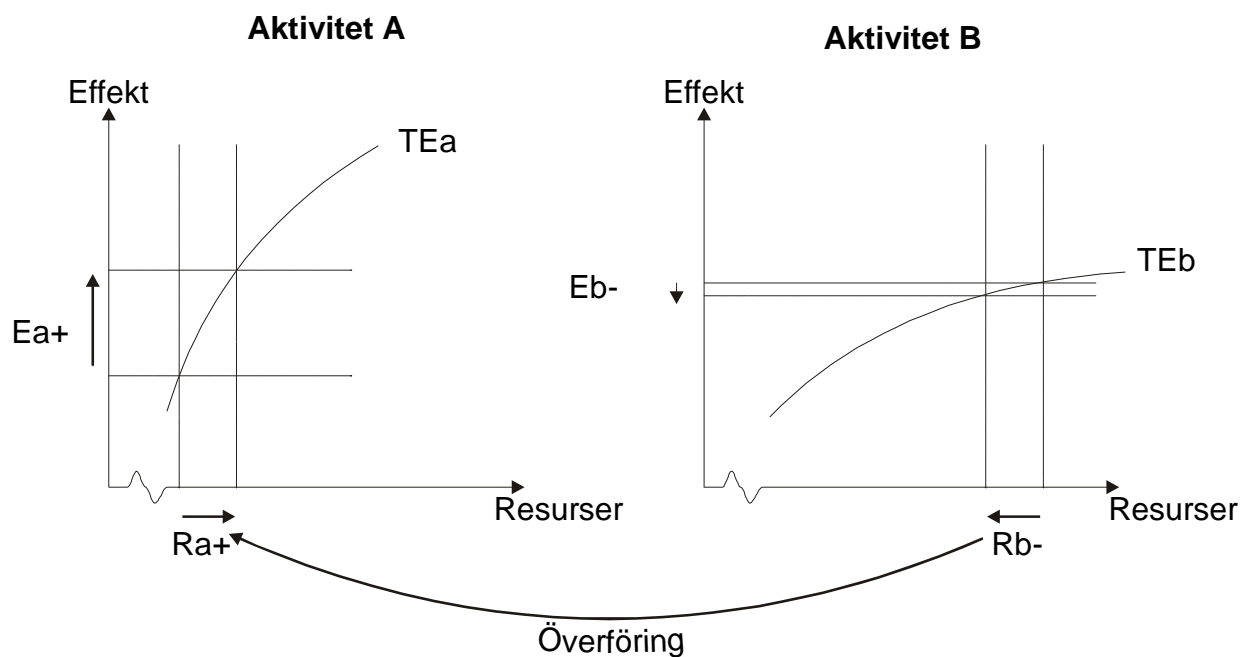 Aktivitet A
Aktivitet B
Effekt
Effekt
TEa
TEb
Ea+
Eb-
Resurser
Resurser
Ra+
Rb-
Överföring